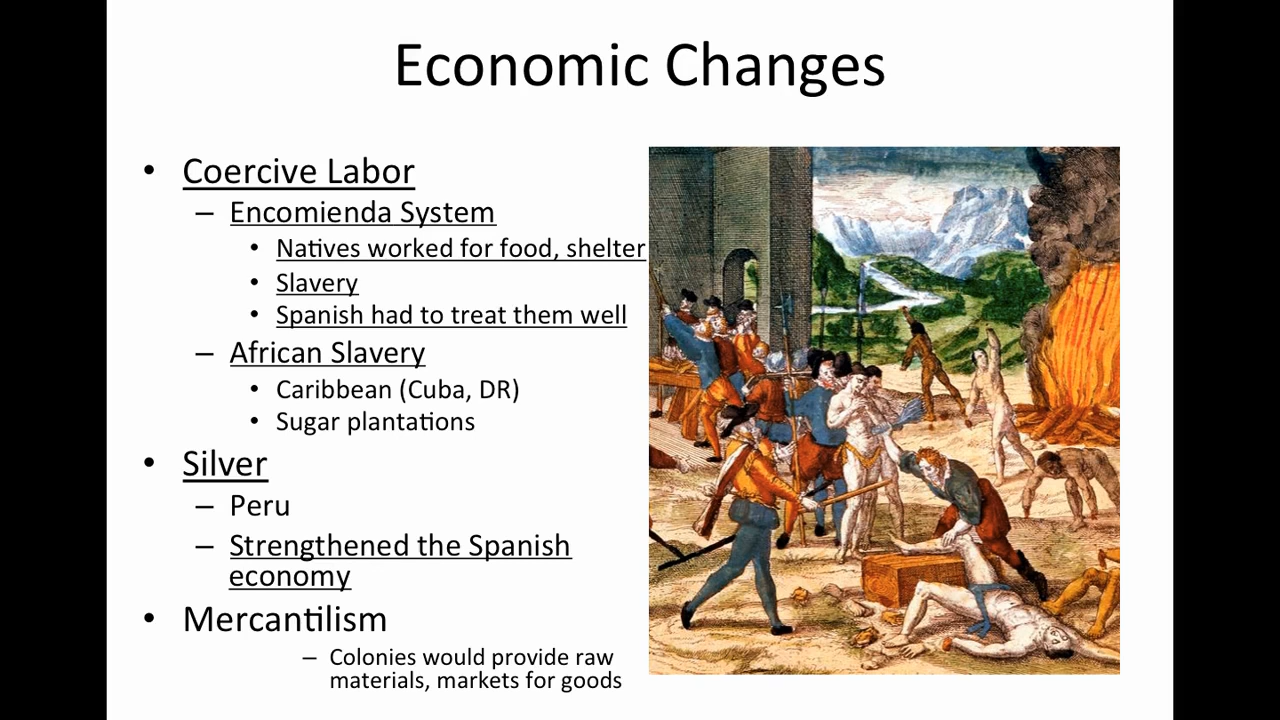 Economic Changes
• Coercive Labor
– Encomienda System
• Natives worked for food, shelter
• Slavery
• Spanish had to treat them well
– African Slavery
• Caribbean (Cuba, DR)
• Sugar plantations
• Silver
– Peru
– Strengthened the Spanish
economy
• Mercantilism
– Colonies would provide raw
materials, markets for goods